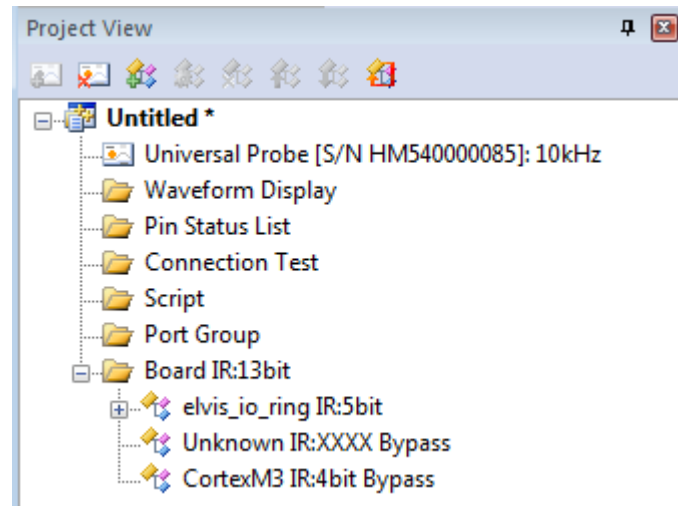 Project View
Untitled *
Universal Probe [S/N HM540000085]: 10kHz
Waveform Display
Pin Status List
Connection Test
Script
Port Group
Board IR:13bit
elvis_io_ring IR:5bit
Unknown IR:XXXX Bypass
CortexM3 IR:4bit Bypass